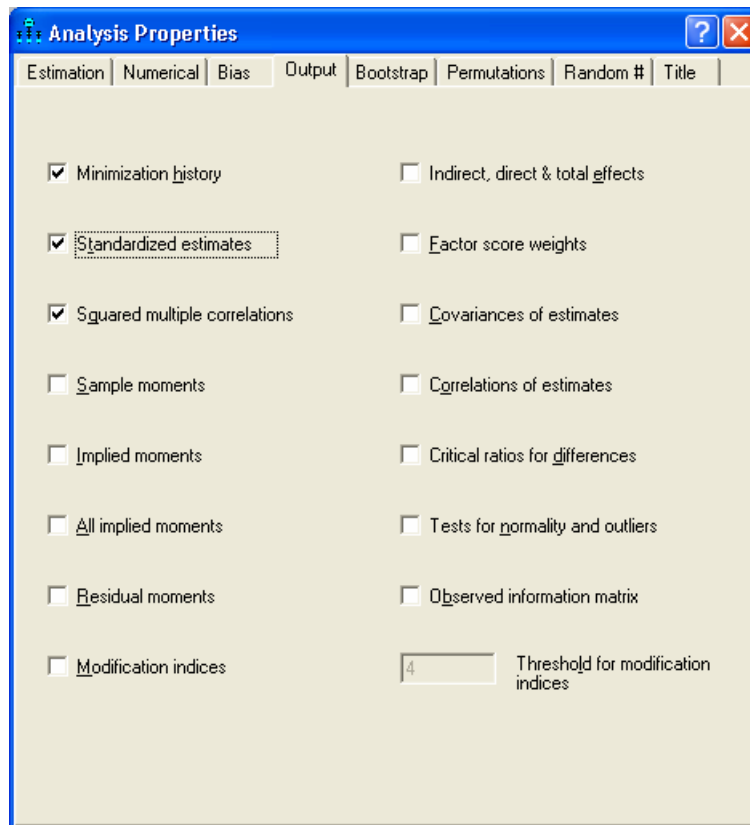 Analysis Properties
Estimation Numerical Bias Output Bootstrap Permutations Random # Title
Minimization history
Indirect, direct & total effects
Standardized estimates
Factor score weights
Squared multiple correlations
Covariances of estimates
Sample moments
Correlations of estimates
Implied moments
Critical ratios for differences
All implied moments
Tests for normality and outliers
Residual moments
Observed information matrix
Modification indices
4
Threshold for modification
indices